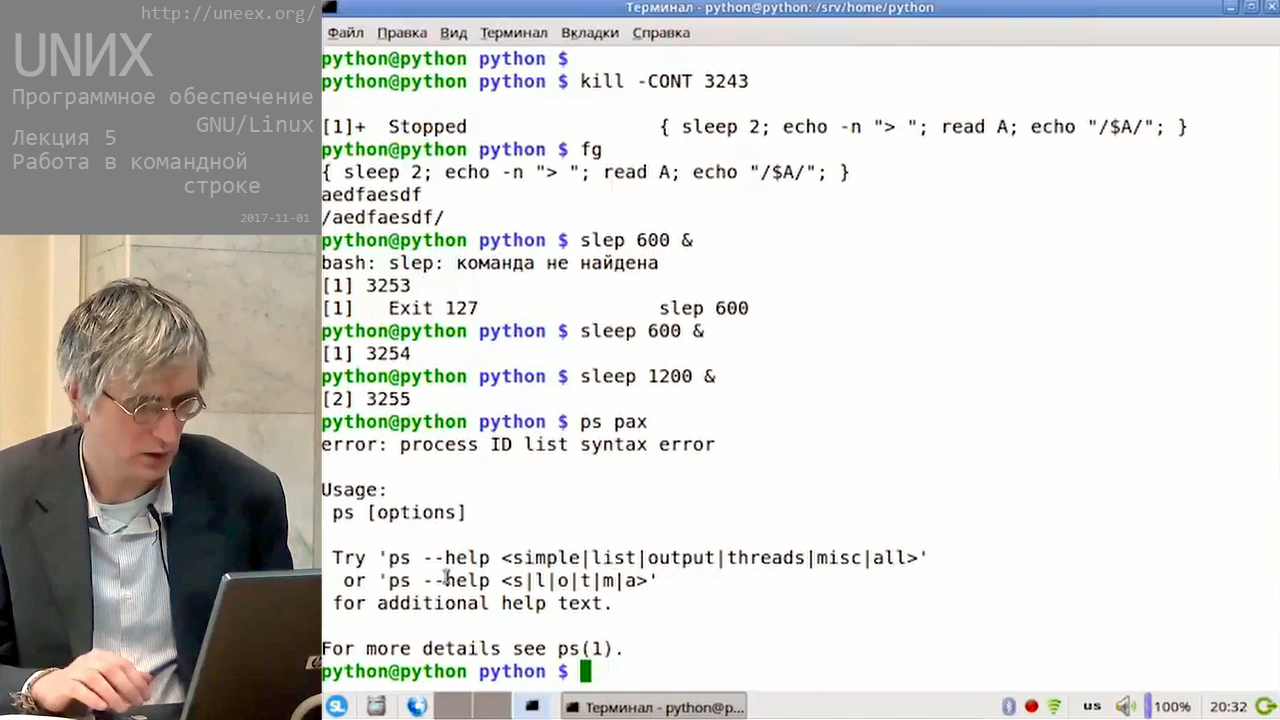 http://uneex.org/
UNИX
Программное обеспечение
GNU/Linux
Лекция 5
Работа в командной
строке
2017-11-01
Терминал - python@python: /srv/home/python
Файл Правка Вид Терминал Вкладки Справка
python@python python $
python@python python $ kill -CONT 3243
[1]+  Stopped                 { sleep 2; echo -n "> "; read A; echo "/$A/"; }
python@python python $ fg
{ sleep 2; echo -n "> "; read A; echo "/$A/"; }
aedfaesdf
/aedfaesdf/
python@python python $ slep 600 &
bash: slep: команда не найдена
[1] 3253
[1]   Exit 127                slep 600
python@python python $ sleep 600 &
[1] 3254
python@python python $ sleep 1200 &
[2] 3255
python@python python $ ps pax
error: process ID list syntax error
Usage:
ps [options]
Try 'ps --help <simple|list|output|threads|misc|all>'
or 'ps --help <s|l|o|t|m|a>'
for additional help text.
For more details see ps(1).
python@python python $
SL
Терминал - python@p...
us
100%
20:32